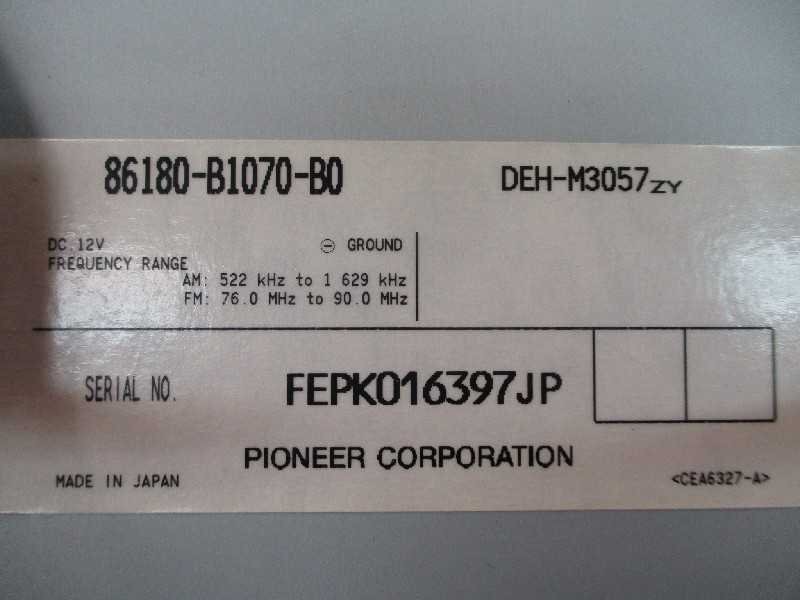 86180-B1070-B0 DEH-M3057ZY
DC 12V ⊖ GROUND
FREQUENCY RANGE
AM: 522 kHz to 1 629 kHz
FM: 76.0 MHz to 90.0 MHz
SERIAL NO. FEPK016397JP
PIONEER CORPORATION
MADE IN JAPAN <CEA6327-A>